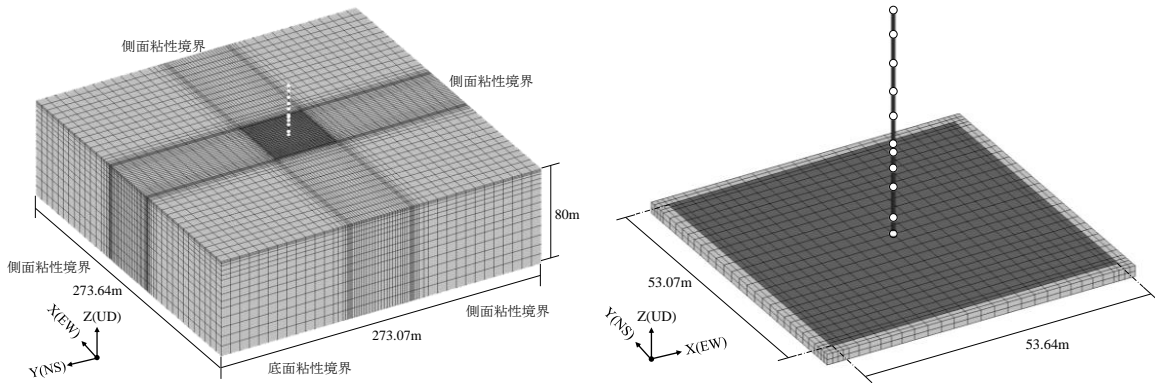 側面粘性境界
側面粘性境界
80m
側面粘性境界
273.64m
X(EW)
Z(UD)
Y(NS)
273.07m
側面粘性境界
底面粘性境界
53.07m
Y(NS)
Z(UD)
X(EW)
53.64m